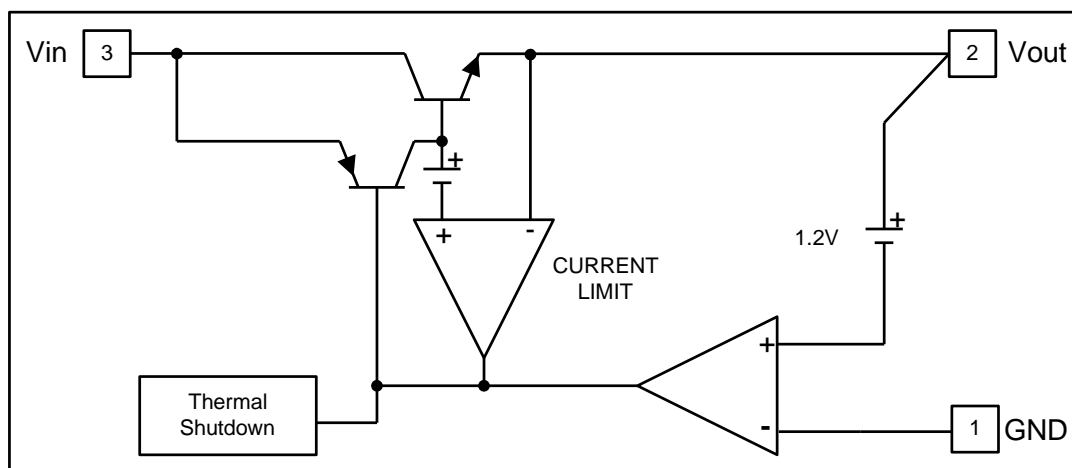 Vin 3 2 Vout
+
+ -
1.2V +
CURRENT
LIMIT
+
Thermal
Shutdown
- 1 GND